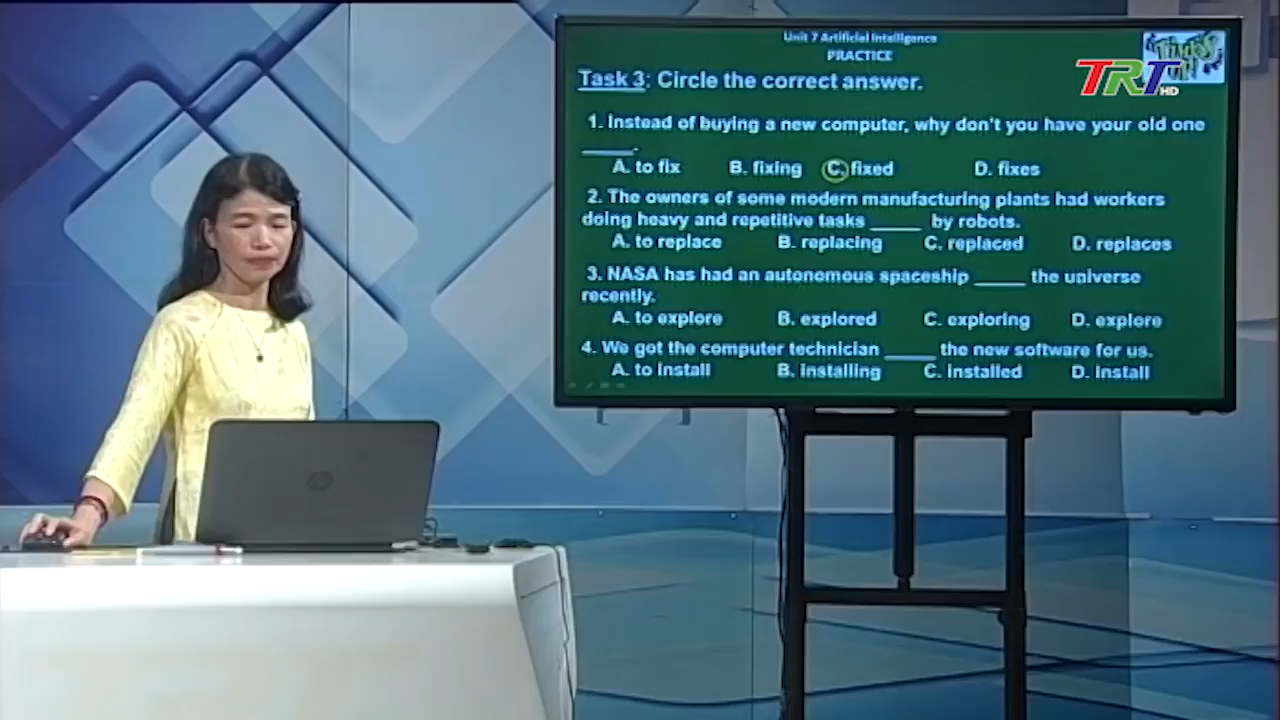 Unit 7 Artificial Intelligence
PRACTICE
TRT HD
Task 3: Circle the correct answer.
1. Instead of buying a new computer, why don't you have your old one
_____.
A. to fix B. fixing C. fixed D. fixes
2. The owners of some modern manufacturing plants had workers
doing heavy and repetitive tasks _____ by robots.
A. to replace B. replacing C. replaced D. replaces
3. NASA has had an autonomous spaceship _____ the universe
recently.
A. to explore B. explored C. exploring D. explore
4. We got the computer technician _____ the new software for us.
A. to install B. installing C. installed D. install